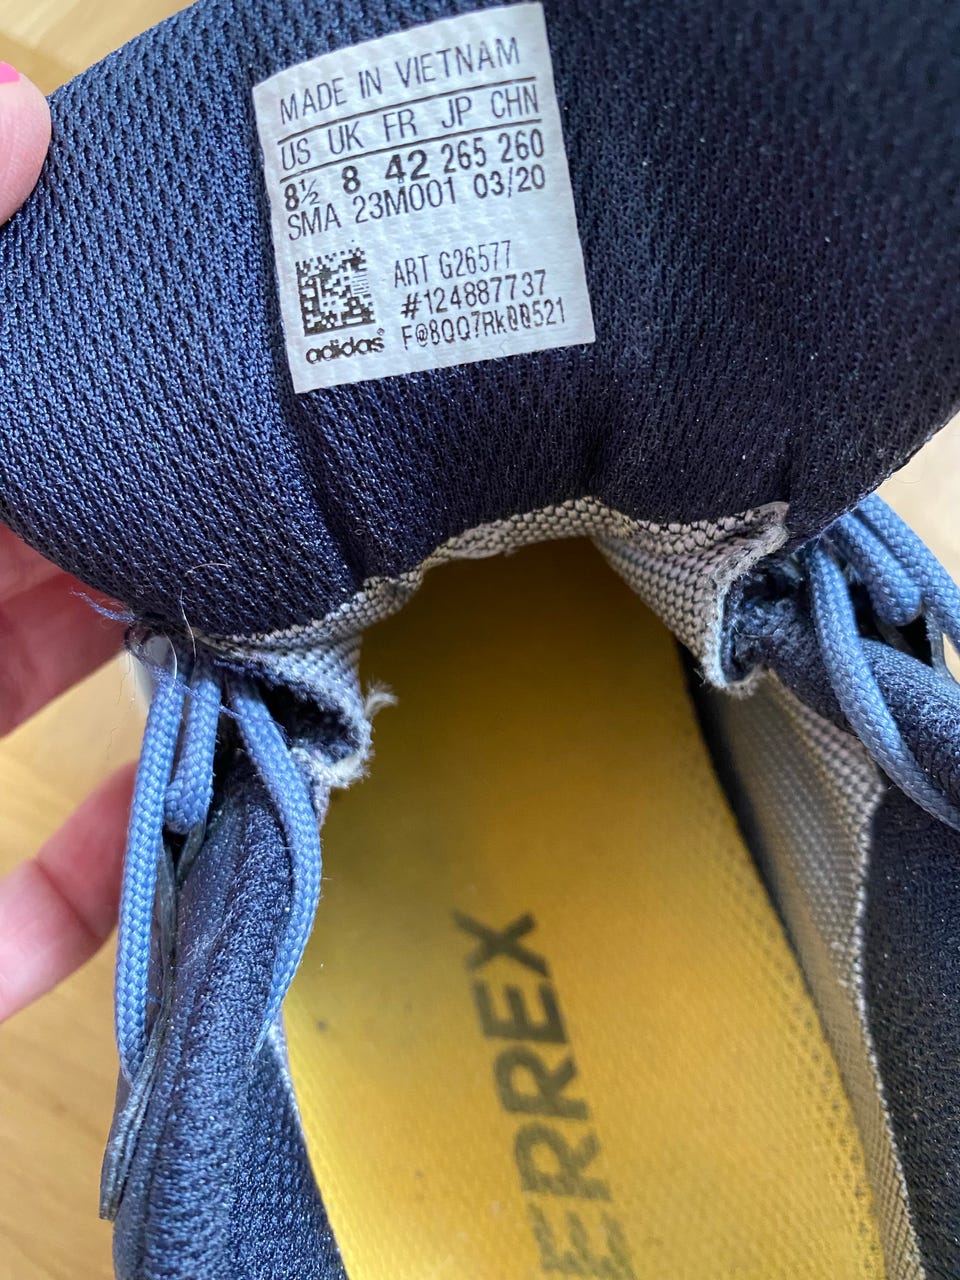 MADE IN VIETNAM
US UK FR JP CHN
8½ 8 42 265 260
SMA 23M001 03/20
ART G26577
#124887737
F@8QQ7RkQQ521
adidas®
ERREX